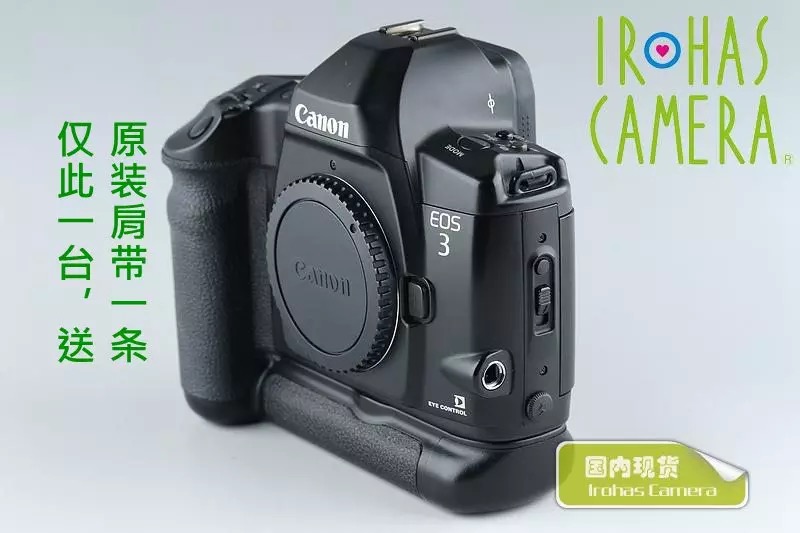 IROHAS
CAMERA®
仅此一台，送
原装肩带一条
Canon
MODE
EOS
3
Canon
EYE CONTROL
国内现货
Irohas Camera